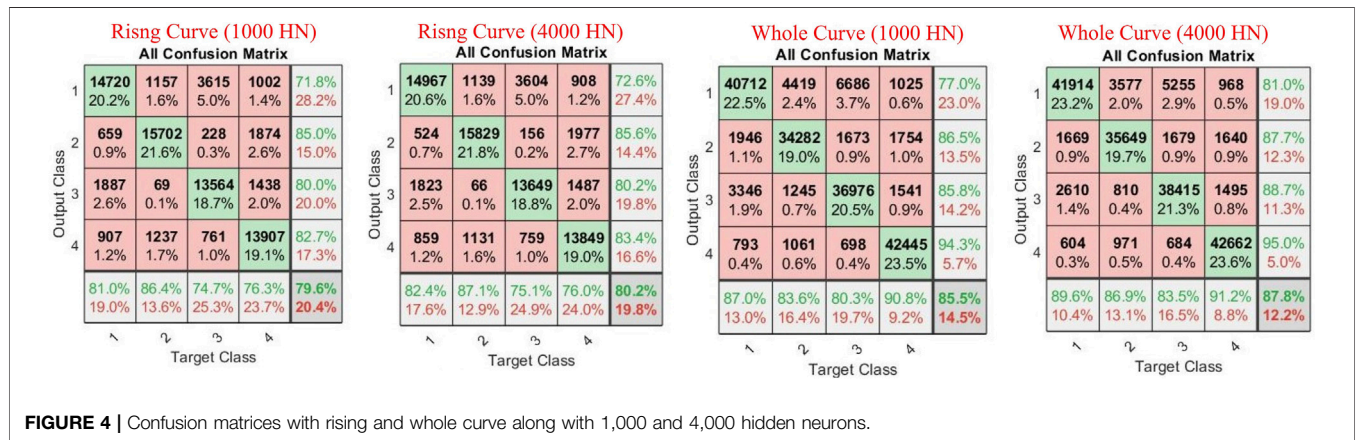 Risng Curve (1000 HN)
All Confusion Matrix
Output Class
1
14720 1157 3615 1002 71.8%
20.2% 1.6% 5.0% 1.4% 28.2%
2
659 15702 228 1874 85.0%
0.9% 21.6% 0.3% 2.6% 15.0%
3
1887 69 13564 1438 80.0%
2.6% 0.1% 18.7% 2.0% 20.0%
4
907 1237 761 13907 82.7%
1.2% 1.7% 1.0% 19.1% 17.3%
81.0% 86.4% 74.7% 76.3% 79.6%
19.0% 13.6% 25.3% 23.7% 20.4%
1 2 3 4
Target Class
Risng Curve (4000 HN)
All Confusion Matrix
Output Class
1
14967 1139 3604 908 72.6%
20.6% 1.6% 5.0% 1.2% 27.4%
2
524 15829 156 1977 85.6%
0.7% 21.8% 0.2% 2.7% 14.4%
3
1823 66 13649 1487 80.2%
2.5% 0.1% 18.8% 2.0% 19.8%
4
859 1131 759 13849 83.4%
1.2% 1.6% 1.0% 19.0% 16.6%
82.4% 87.1% 75.1% 76.0% 80.2%
17.6% 12.9% 24.9% 24.0% 19.8%
1 2 3 4
Target Class
Whole Curve (1000 HN)
All Confusion Matrix
Output Class
1
40712 4419 6686 1025 77.0%
22.5% 2.4% 3.7% 0.6% 23.0%
2
1946 34282 1673 1754 86.5%
1.1% 19.0% 0.9% 1.0% 13.5%
3
3346 1245 36976 1541 85.8%
1.9% 0.7% 20.5% 0.9% 14.2%
4
793 1061 698 42445 94.3%
0.4% 0.6% 0.4% 23.5% 5.7%
87.0% 83.6% 80.3% 90.8% 85.5%
13.0% 16.4% 19.7% 9.2% 14.5%
1 2 3 4
Target Class
Whole Curve (4000 HN)
All Confusion Matrix
Output Class
1
41914 3577 5255 968 81.0%
23.2% 2.0% 2.9% 0.5% 19.0%
2
1669 35649 1679 1640 87.7%
0.9% 19.7% 0.9% 0.9% 12.3%
3
2610 810 38415 1495 88.7%
1.4% 0.4% 21.3% 0.8% 11.3%
4
604 971 684 42662 95.0%
0.3% 0.5% 0.4% 23.6% 5.0%
89.6% 86.9% 83.5% 91.2% 87.8%
10.4% 13.1% 16.5% 8.8% 12.2%
1 2 3 4
Target Class
FIGURE 4 | Confusion matrices with rising and whole curve along with 1,000 and 4,000 hidden neurons.